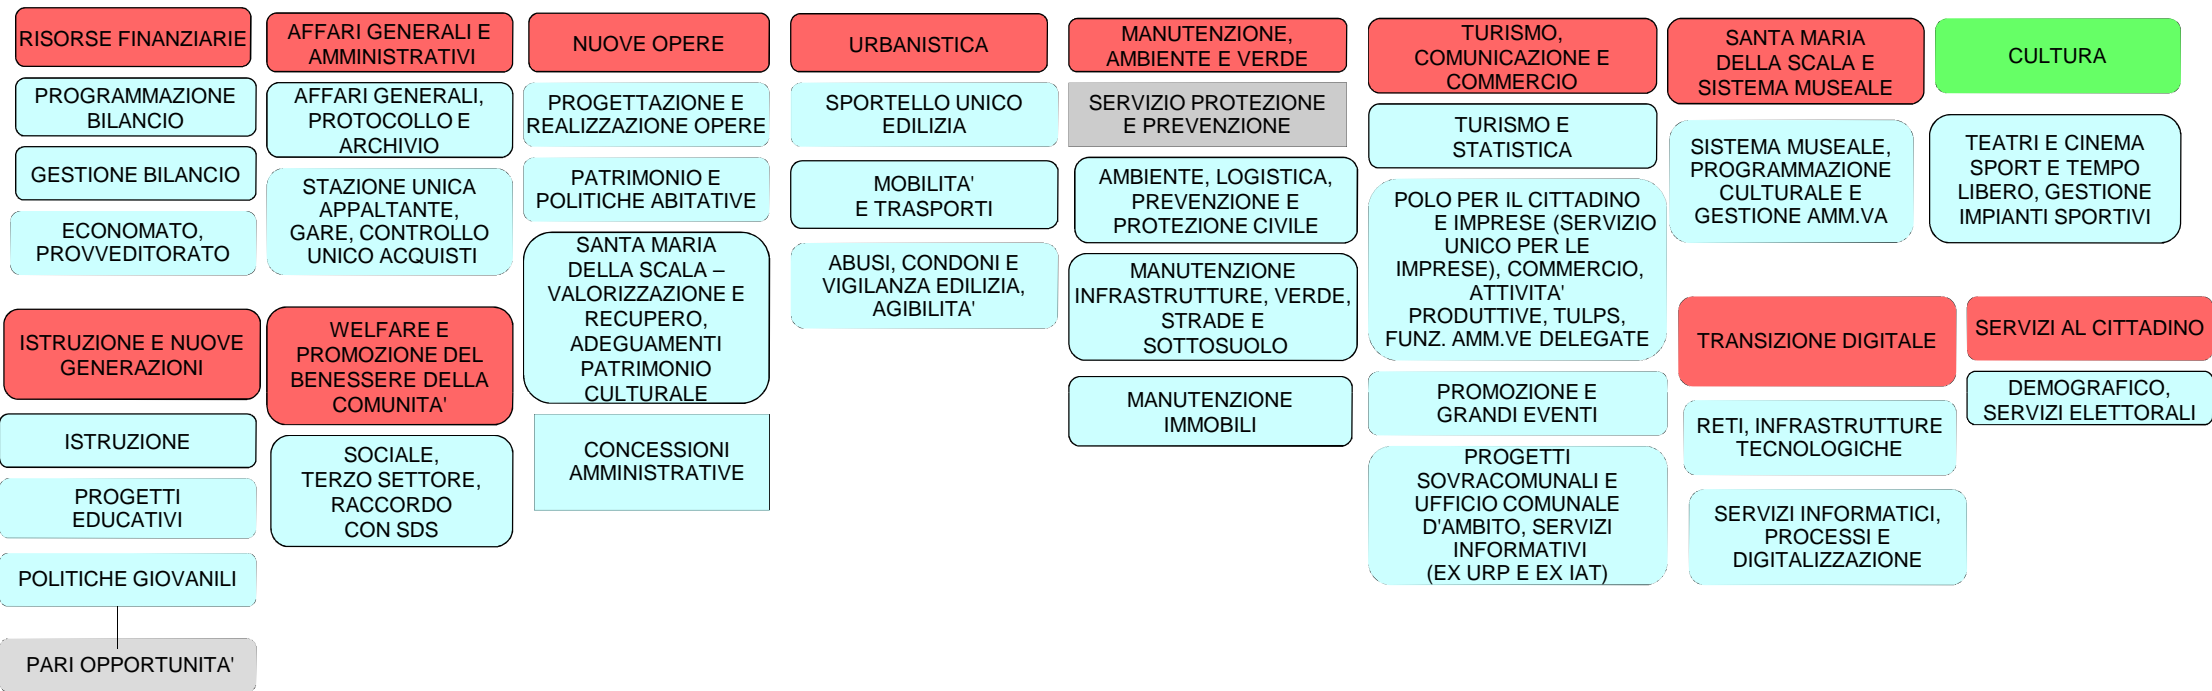 RISORSE FINANZIARIE
PROGRAMMAZIONE
BILANCIO
GESTIONE BILANCIO
ECONOMATO,
PROVVEDITORATO
ISTRUZIONE E NUOVE
GENERAZIONI
ISTRUZIONE
PROGETTI
EDUCATIVI
POLITICHE GIOVANILI
PARI OPPORTUNITA'
AFFARI GENERALI E
AMMINISTRATIVI
AFFARI GENERALI,
PROTOCOLLO E
ARCHIVIO
STAZIONE UNICA
APPALTANTE,
GARE, CONTROLLO
UNICO ACQUISTI
WELFARE E
PROMOZIONE DEL
BENESSERE DELLA
COMUNITA'
SOCIALE,
TERZO SETTORE,
RACCORDO
CON SDS
NUOVE OPERE
PROGETTAZIONE E
REALIZZAZIONE OPERE
PATRIMONIO E
POLITICHE ABITATIVE
SANTA MARIA
DELLA SCALA –
VALORIZZAZIONE E
RECUPERO,
ADEGUAMENTI
PATRIMONIO
CULTURALE
CONCESSIONI
AMMINISTRATIVE
URBANISTICA
SPORTELLO UNICO
EDILIZIA
MOBILITA'
E TRASPORTI
ABUSI, CONDONI E
VIGILANZA EDILIZIA,
AGIBILITA'
MANUTENZIONE,
AMBIENTE E VERDE
SERVIZIO PROTEZIONE
E PREVENZIONE
AMBIENTE, LOGISTICA,
PREVENZIONE E
PROTEZIONE CIVILE
MANUTENZIONE
INFRASTRUTTURE, VERDE,
STRADE E
SOTTOSUOLO
MANUTENZIONE
IMMOBILI
TURISMO,
COMUNICAZIONE E
COMMERCIO
TURISMO E
STATISTICA
POLO PER IL CITTADINO
E IMPRESE (SERVIZIO
UNICO PER LE
IMPRESE), COMMERCIO,
ATTIVITA'
PRODUTTIVE, TULPS,
FUNZ. AMM.VE DELEGATE
PROMOZIONE E
GRANDI EVENTI
PROGETTI
SOVRACOMUNALI E
UFFICIO COMUNALE
D'AMBITO, SERVIZI
INFORMATIVI
(EX URP E EX IAT)
SANTA MARIA
DELLA SCALA E
SISTEMA MUSEALE
SISTEMA MUSEALE,
PROGRAMMAZIONE
CULTURALE E
GESTIONE AMM.VA
TRANSIZIONE DIGITALE
RETI, INFRASTRUTTURE
TECNOLOGICHE
SERVIZI INFORMATICI,
PROCESSI E
DIGITALIZZAZIONE
CULTURA
TEATRI E CINEMA
SPORT E TEMPO
LIBERO, GESTIONE
IMPIANTI SPORTIVI
SERVIZI AL CITTADINO
DEMOGRAFICO,
SERVIZI ELETTORALI